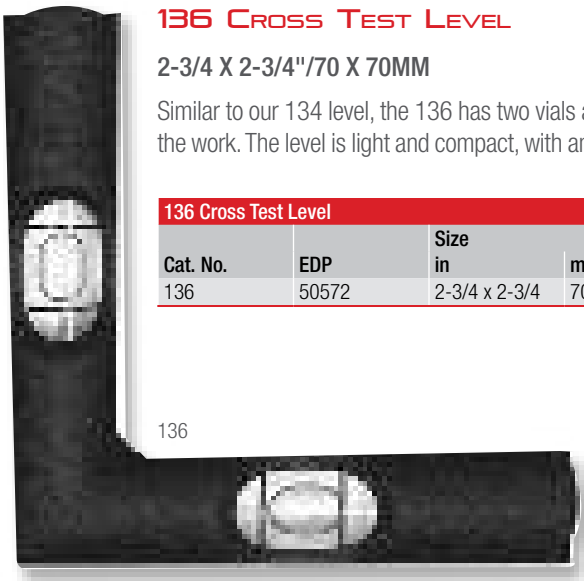 136 Cross Test Level
2-3/4 X 2-3/4"/70 X 70MM
Similar to our 134 level, the 136 has two vials
the work. The level is light and compact, with
136 Cross Test Level
Size
Cat. No. EDP in
136 50572 2-3/4 x 2-3/4
136